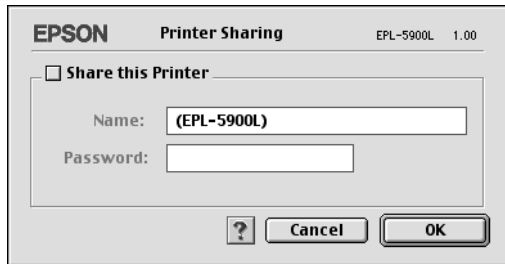 EPSON Printer Sharing EPL-5900L 1.00
Share this Printer
Name: (EPL-5900L)
Password:
? Cancel OK